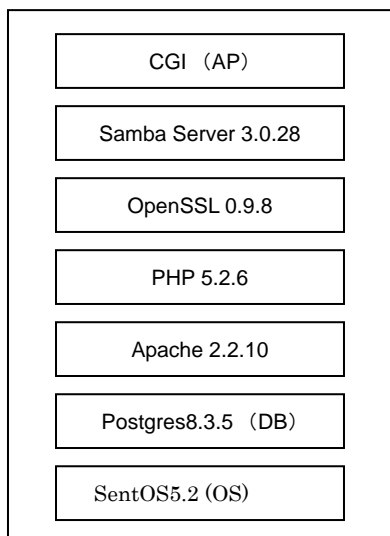 CGI （AP）
Samba Server 3.0.28
OpenSSL 0.9.8
PHP 5.2.6
Apache 2.2.10
Postgres8.3.5 （DB）
SentOS5.2 (OS)